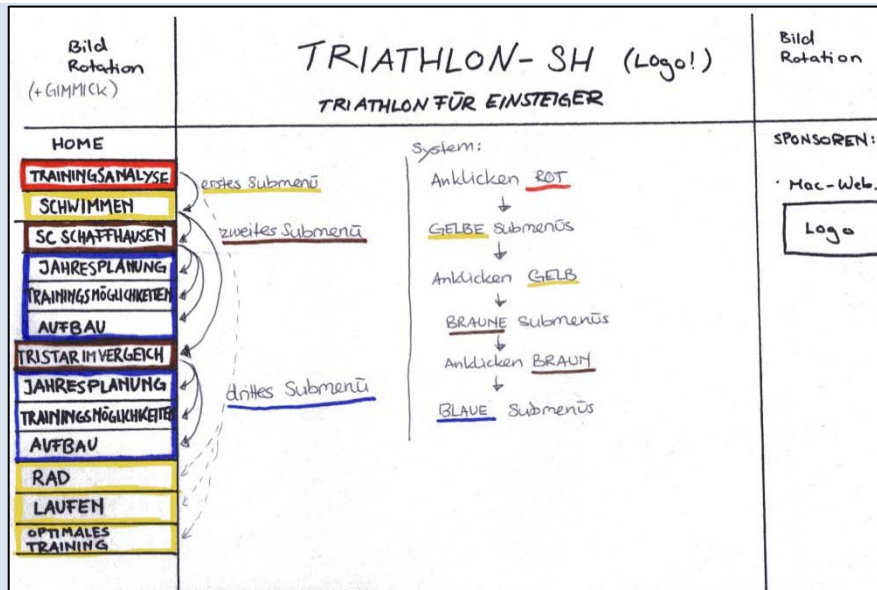 Bild
Rotation
(+GIMMICK)
TRIATHLON-SH (Logo!)
TRIATHLON FÜR EINSTEIGER
Bild
Rotation
HOME
TRAININGSANALYSE
SCHWIMMEN
SC SCHAFFHAUSEN
JAHRESPLANUNG
TRAININGSMÖGLICHKEITEN
AUFBAU
TRISTAR IM VERGEICH
JAHRESPLANUNG
TRAININGSMÖGLICHKEITEN
AUFBAU
RAD
LAUFEN
OPTIMALES
TRAINING
erstes Submenü
zweites Submenü
drittes Submenü
System:
Anklicken ROT
GELBE Submenüs
Anklicken GELB
BRAUNE Submenüs
Anklicken BRAUN
BLAUE Submenüs
SPONSOREN:
· Mac-Web.
Logo